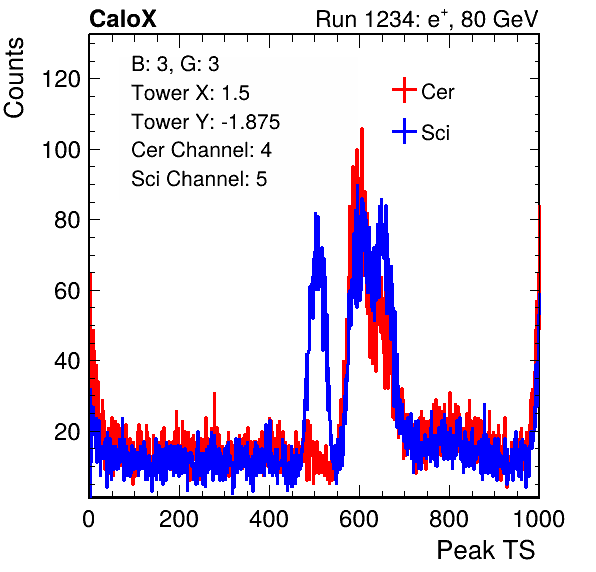 CaloX Run 1234: e⁺, 80 GeV
Counts
B: 3, G: 3
Tower X: 1.5
Tower Y: -1.875
Cer Channel: 4
Sci Channel: 5
Cer
Sci
120
100
80
60
40
20
0 200 400 600 800 1000
Peak TS